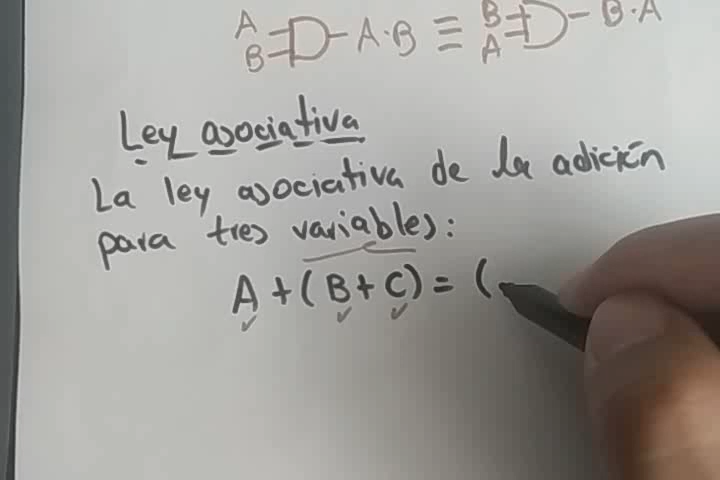 A
B
A·B ≡
B
A
B·A
Ley asociativa
La ley asociativa de la adición
para tres variables:
A + (B + C) = (